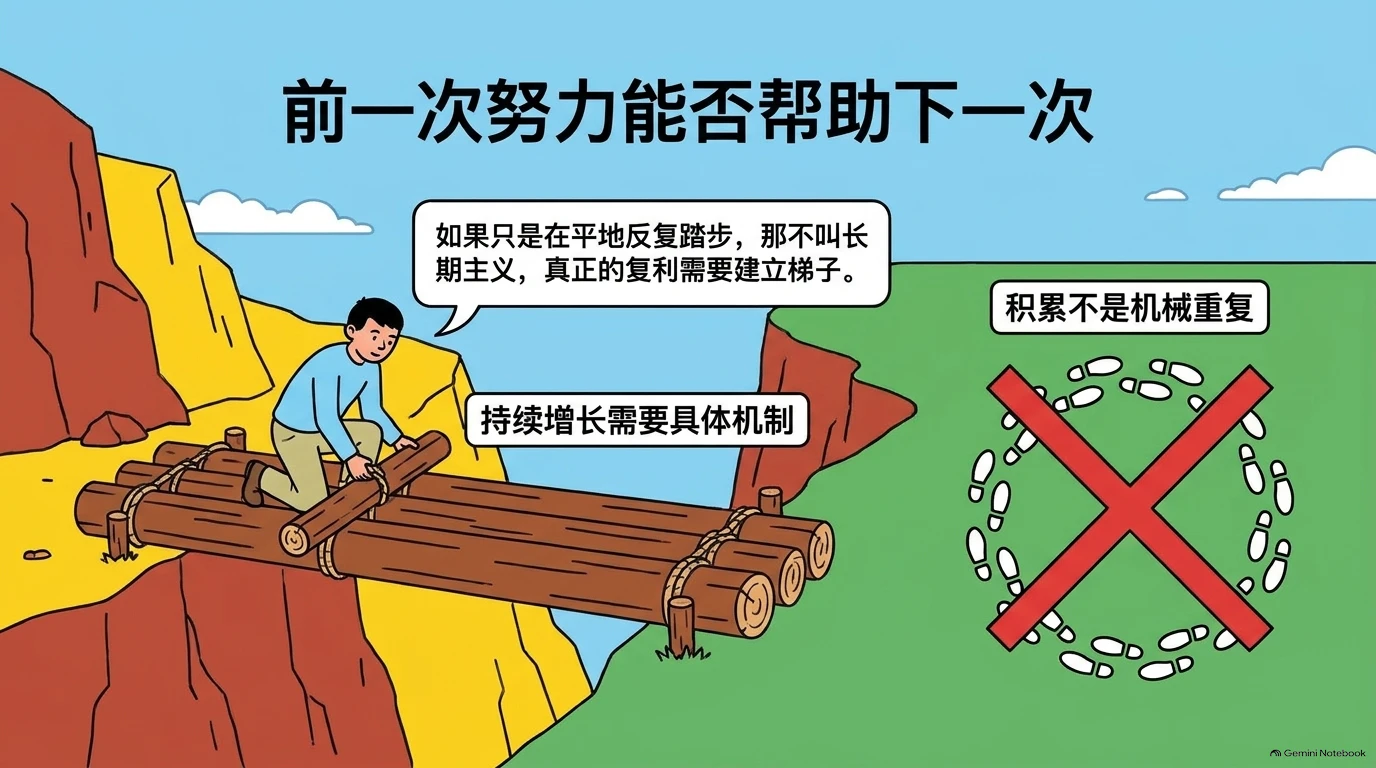 前一次努力能否帮助下一次
如果只是在平地反复踏步，那不叫长
期主义，真正的复利需要建立梯子。
积累不是机械重复
持续增长需要具体机制
Gemini Notebook